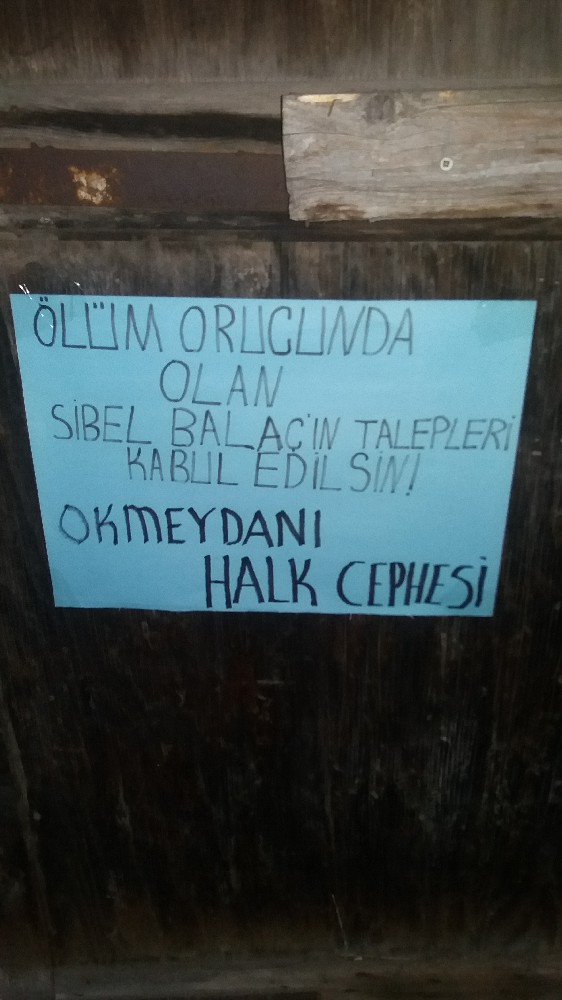 ÖLÜM ORUCUNDA
OLAN
SİBEL BALAÇ'IN TALEPLERİ
KABUL EDİLSİN!
OKMEYDANI
HALK CEPHESİ